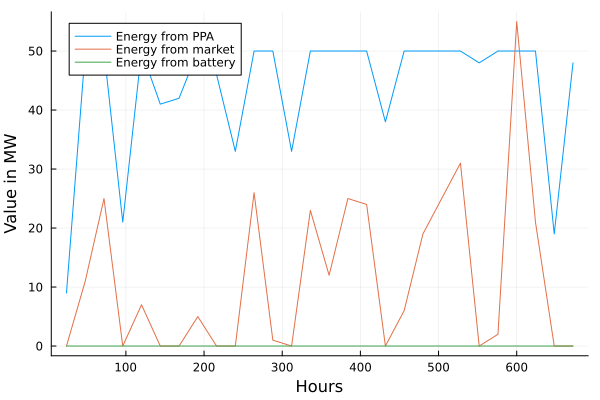 Energy from PPA
Energy from market
Energy from battery
Value in MW
50
40
30
20
10
0
100 200 300 400 500 600
Hours